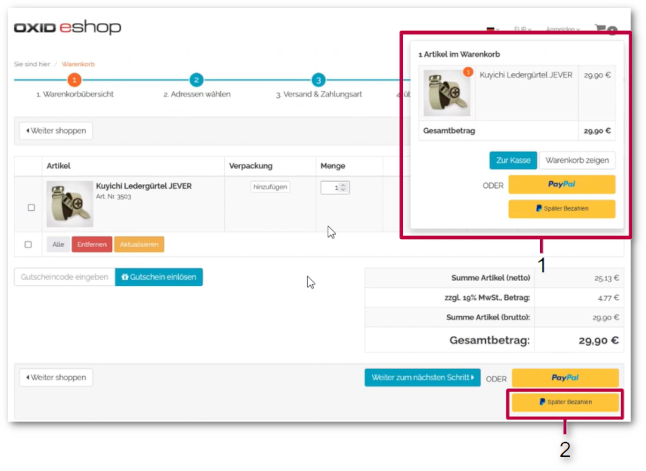 OXID eshop
EUR
Anmelden
Sie sind hier / Warenkorb
1 2 3
1. Warenkorbübersicht 2. Adressen wählen 3. Versand & Zahlungsart
1 Artikel im Warenkorb
1
Kuyichi Ledergürtel JEVER 29,90 €
Gesamtbetrag 29,90 €
Zur Kasse Warenkorb zeigen
ODER PayPal
Später Bezahlen
1
Weiter shoppen
Artikel Verpackung Menge
Kuyichi Ledergürtel JEVER hinzufügen 1
Art. Nr 3503
Alle Entfernen Aktualisieren
Gutscheincode eingeben Gutschein einlösen
Summe Artikel (netto) 25,13 €
zzgl. 19% MwSt., Betrag: 4,77 €
Summe Artikel (brutto): 29,90 €
Gesamtbetrag: 29,90 €
Weiter shoppen Weiter zum nächsten Schritt ODER PayPal
Später Bezahlen
2